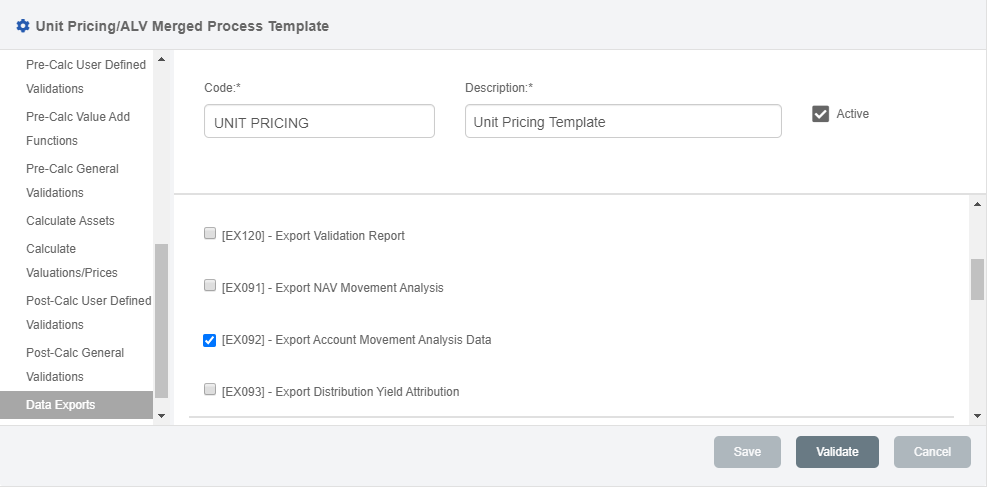 Unit Pricing/ALV Merged Process Template
Pre-Calc User Defined
Validations
Pre-Calc Value Add
Functions
Pre-Calc General
Validations
Calculate Assets
Calculate
Valuations/Prices
Post-Calc User Defined
Validations
Post-Calc General
Validations
Data Exports
Code:*
Description:*
UNIT PRICING
Unit Pricing Template
Active
[EX120] - Export Validation Report
[EX091] - Export NAV Movement Analysis
[EX092] - Export Account Movement Analysis Data
[EX093] - Export Distribution Yield Attribution
Save
Validate
Cancel